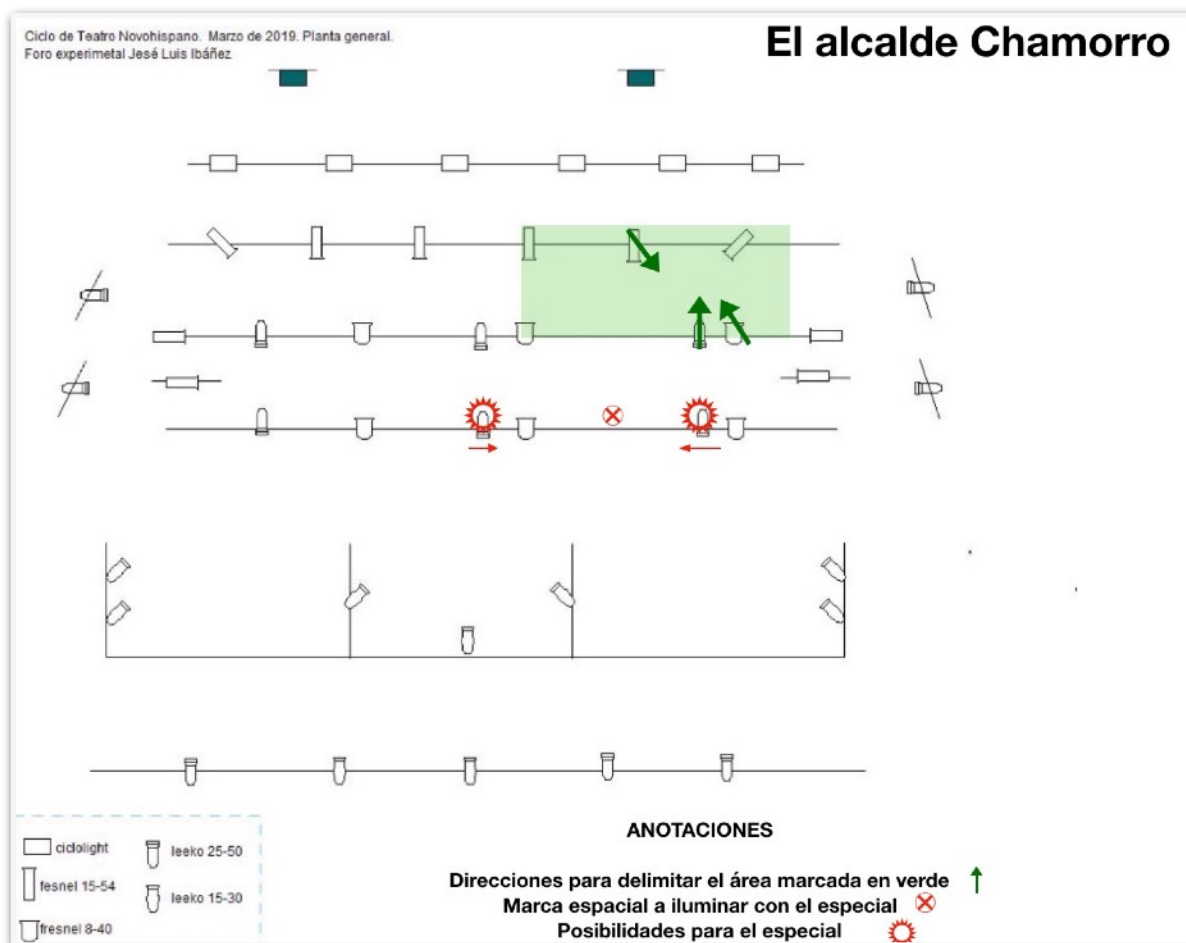 Ciclo de Teatro Novohispano. Marzo de 2019. Planta general.
Foro experimetal Jesé Luis Ibáñez
El alcalde Chamorro
ciclolight
fesnel 15-54
fresnel 8-40
leeko 25-50
leeko 15-30
ANOTACIONES
Direcciones para delimitar el área marcada en verde
Marca espacial a iluminar con el especial
Posibilidades para el especial